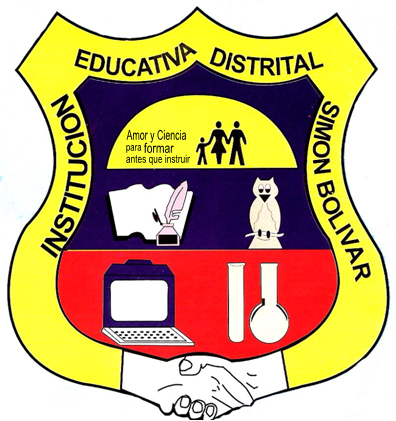 INSTITUCION EDUCATIVA DISTRITAL SIMON BOLIVAR
Amor y Ciencia
para formar
antes que instruir